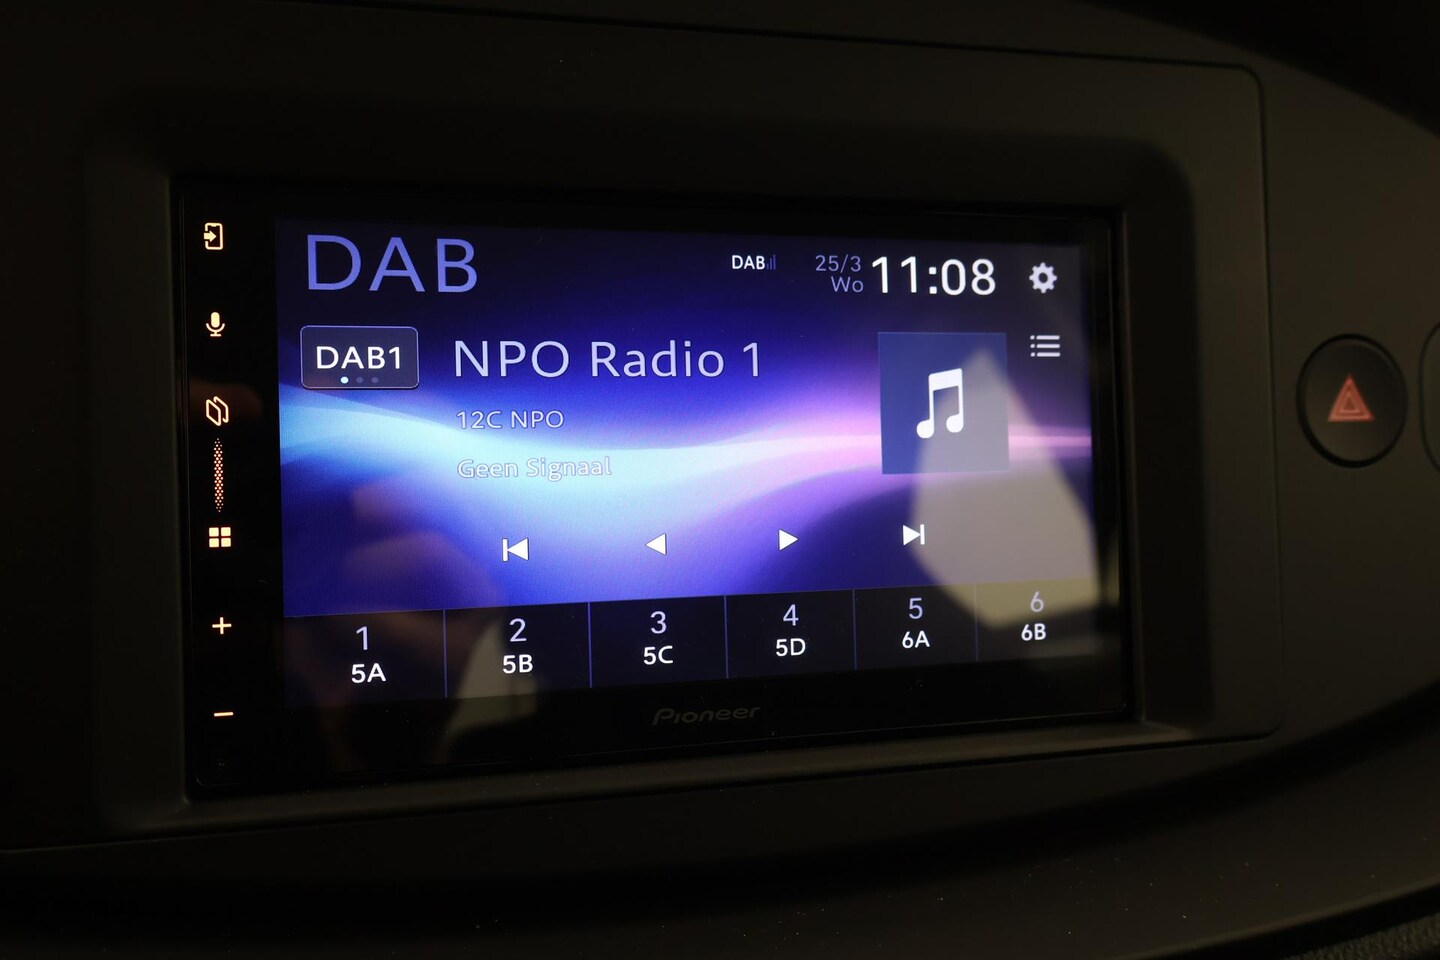 DAB
DAB
25/3
Wo
11:08
DAB1
NPO Radio 1
12C NPO
Geen Signaal
1
5A
2
5B
3
5C
4
5D
5
6A
6
6B
Pioneer